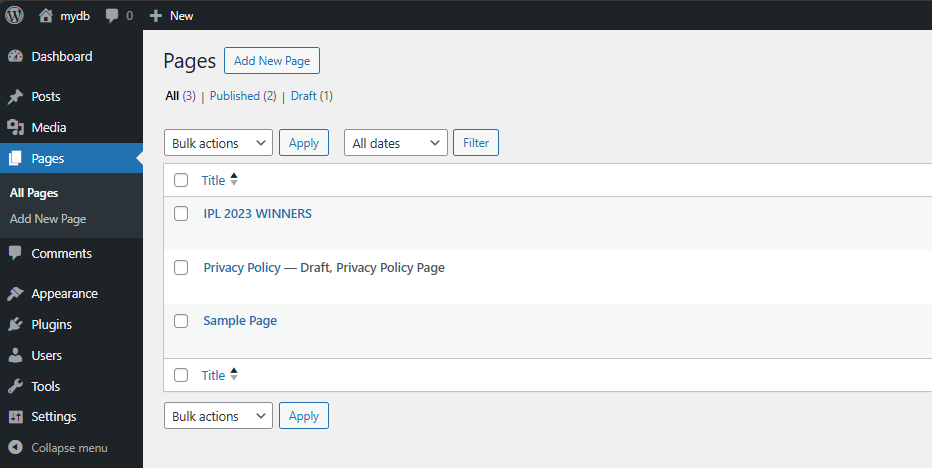 mydb 0 New
Dashboard
Posts
Media
Pages
All Pages
Add New Page
Comments
Appearance
Plugins
Users
Tools
Settings
Collapse menu
Pages Add New Page
All (3) | Published (2) | Draft (1)
Bulk actions Apply All dates Filter
Title
IPL 2023 WINNERS
Privacy Policy — Draft, Privacy Policy Page
Sample Page
Title
Bulk actions Apply